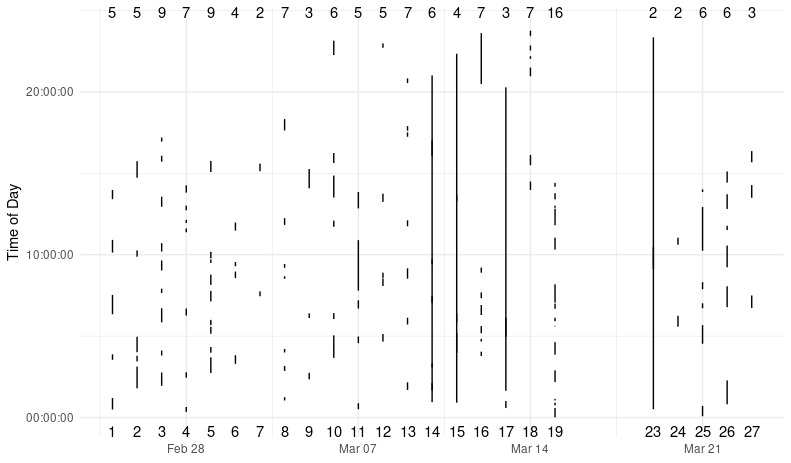 5 5 9 7 9 4 2 7 3 6 5 5 7 6 4 7 3 7 16 2 2 6 6 3
20:00:00
Time of Day
10:00:00
00:00:00
1 2 3 4 5 6 7 8 9 10 11 12 13 14 15 16 17 18 19 23 24 25 26 27
Feb 28 Mar 07 Mar 14 Mar 21